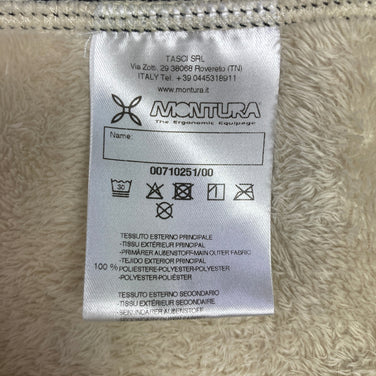 TASCI SRL
Via Zotti, 29 38068 Rovereto (TN)
ITALY Tel. +39 0445318911
www.montura.it
MONTURA
The Ergonomic Equipage
Name:
00710251/00
30
TESSUTO ESTERNO PRINCIPALE
-TISSU EXTÉRIEUR PRINCIPAL
-PRIMÄRER AUßENSTOFF-MAIN OUTER FABRIC
-TEJIDO EXTERIOR PRINCIPAL
100 % POLIESTERE-POLYESTER-POLYESTER
-POLYESTER-POLIÉSTER
TESSUTO ESTERNO SECONDARIO
-TISSU EXTÉRIEUR SECONDAIRE
-SEKUNDÄRER AUßENSTOFF